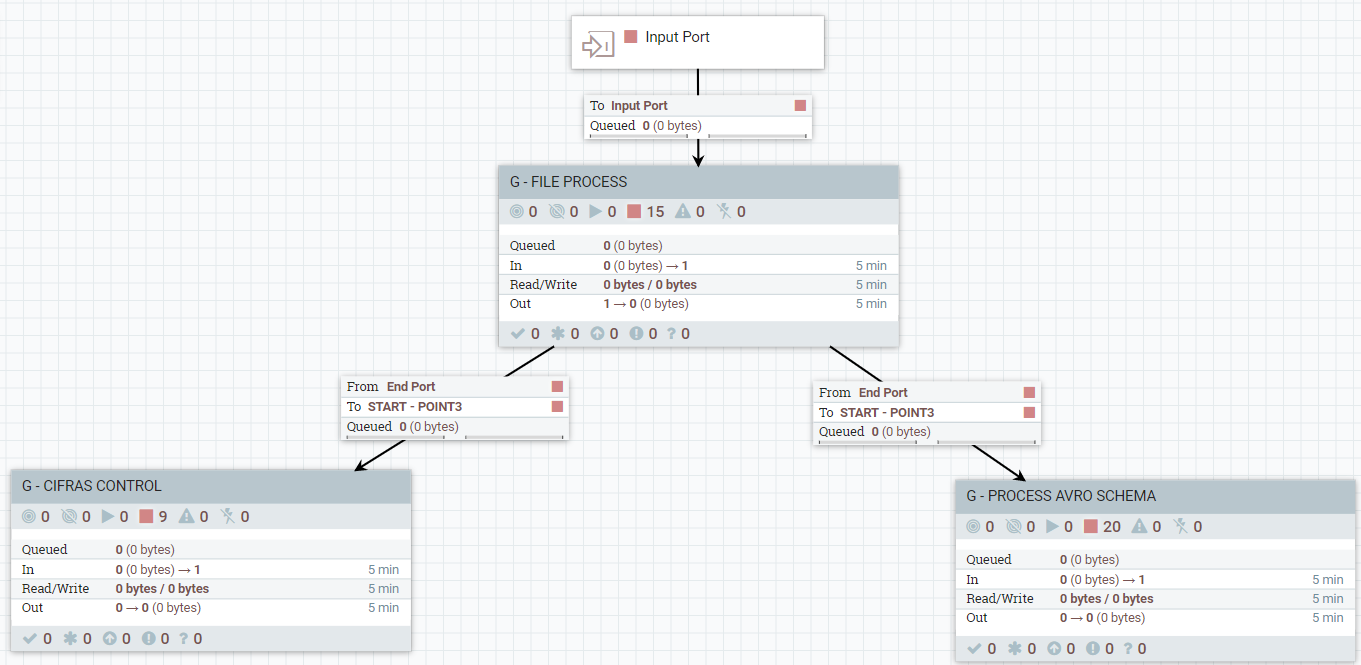 Input Port
To Input Port
Queued 0 (0 bytes)
G - FILE PROCESS
0 0 0 15 0 0
Queued 0 (0 bytes)
In 0 (0 bytes) → 1 5 min
Read/Write 0 bytes / 0 bytes 5 min
Out 1 → 0 (0 bytes) 5 min
0 0 0 0 ? 0
From End Port
To START - POINT3
Queued 0 (0 bytes)
From End Port
To START - POINT3
Queued 0 (0 bytes)
G - CIFRAS CONTROL
0 0 0 9 0 0
Queued 0 (0 bytes)
In 0 (0 bytes) → 1 5 min
Read/Write 0 bytes / 0 bytes 5 min
Out 0 → 0 (0 bytes) 5 min
0 0 0 0 ? 0
G - PROCESS AVRO SCHEMA
0 0 0 20 0 0
Queued 0 (0 bytes)
In 0 (0 bytes) → 1 5 min
Read/Write 0 bytes / 0 bytes 5 min
Out 0 → 0 (0 bytes) 5 min
0 0 0 0 ? 0